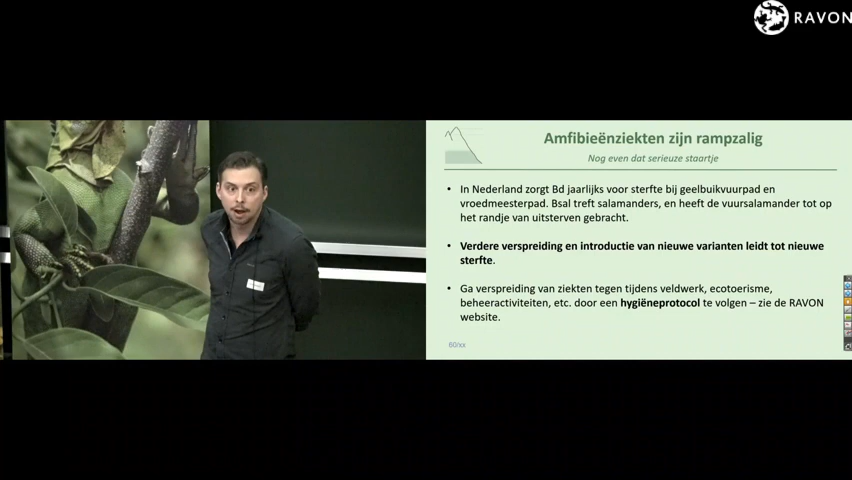 RAVON
Amfibieënziekten zijn rampzalig
Nog even dat serieuze staartje
• In Nederland zorgt Bd jaarlijks voor sterfte bij geelbuikvuurpad en
vroedmeesterpad. Bsal treft salamanders, en heeft de vuursalamander tot op
het randje van uitsterven gebracht.
• Verdere verspreiding en introductie van nieuwe varianten leidt tot nieuwe
sterfte.
• Ga verspreiding van ziekten tegen tijdens veldwerk, ecotoerisme,
beheeractiviteiten, etc. door een hygiëneprotocol te volgen – zie de RAVON
website.
60/xx